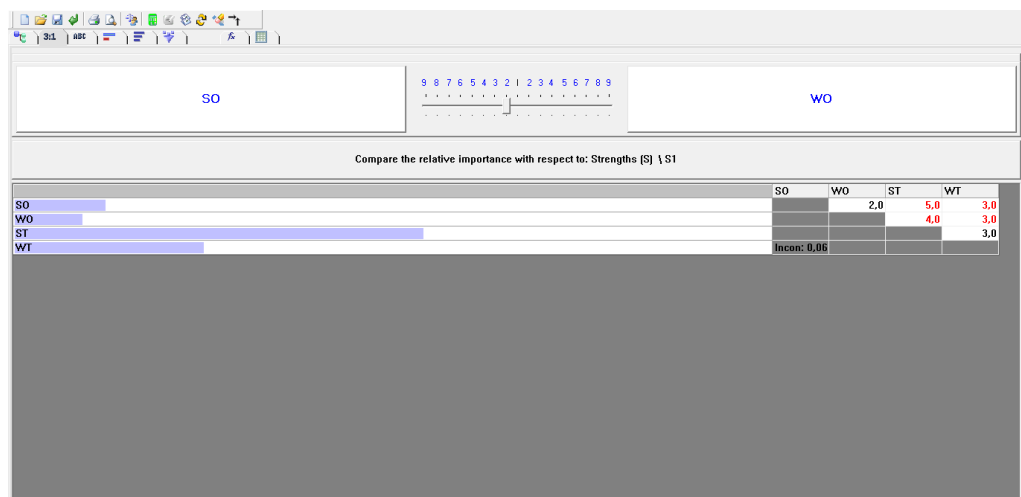 3:1 ABC fx
9 8 7 6 5 4 3 2 1 2 3 4 5 6 7 8 9
SO WO
Compare the relative importance with respect to: Strengths (S) \ S1
SO WO ST WT
SO 2,0 5,0 3,0
WO 4,0 3,0
ST 3,0
WT Incon: 0,06